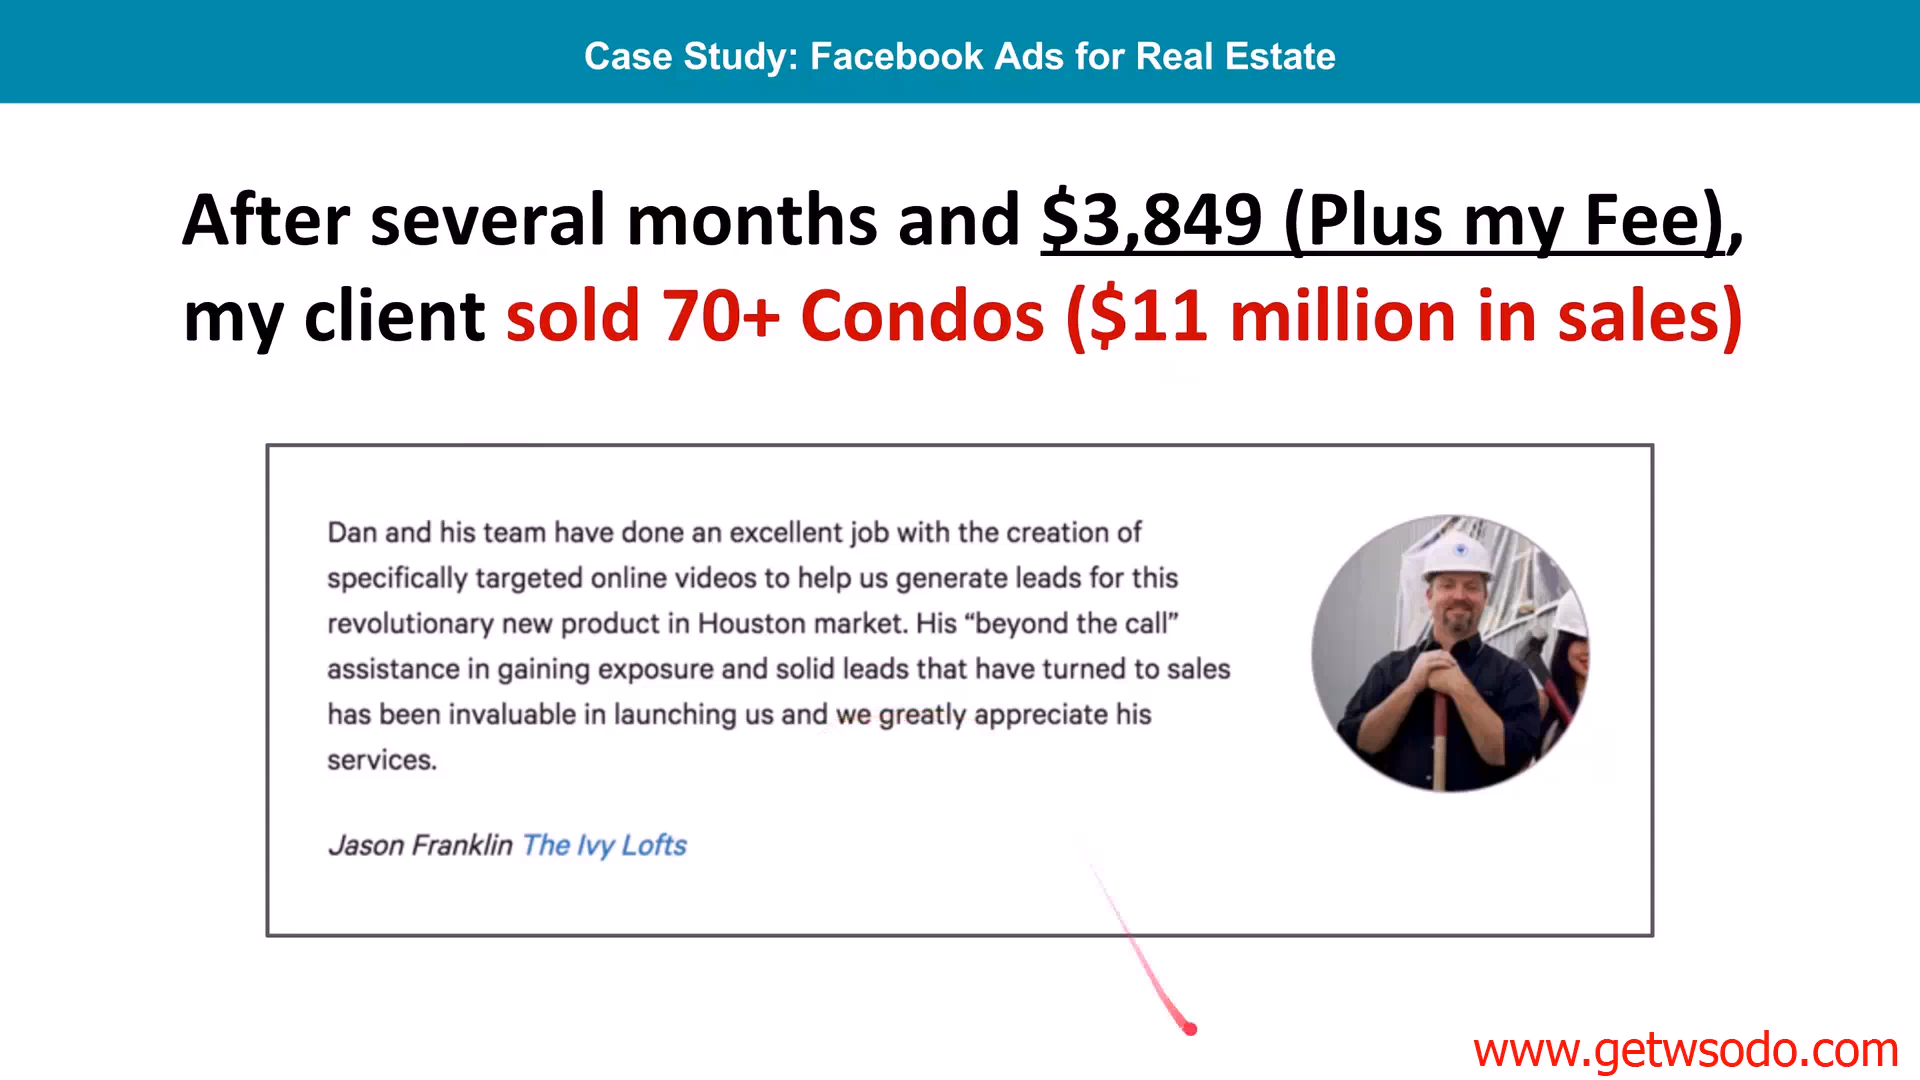 Case Study: Facebook Ads for Real Estate
After several months and $3,849 (Plus my Fee),
my client sold 70+ Condos ($11 million in sales)
Dan and his team have done an excellent job with the creation of
specifically targeted online videos to help us generate leads for this
revolutionary new product in Houston market. His “beyond the call”
assistance in gaining exposure and solid leads that have turned to sales
has been invaluable in launching us and we greatly appreciate his
services.
Jason Franklin The Ivy Lofts
www.getwsodo.com